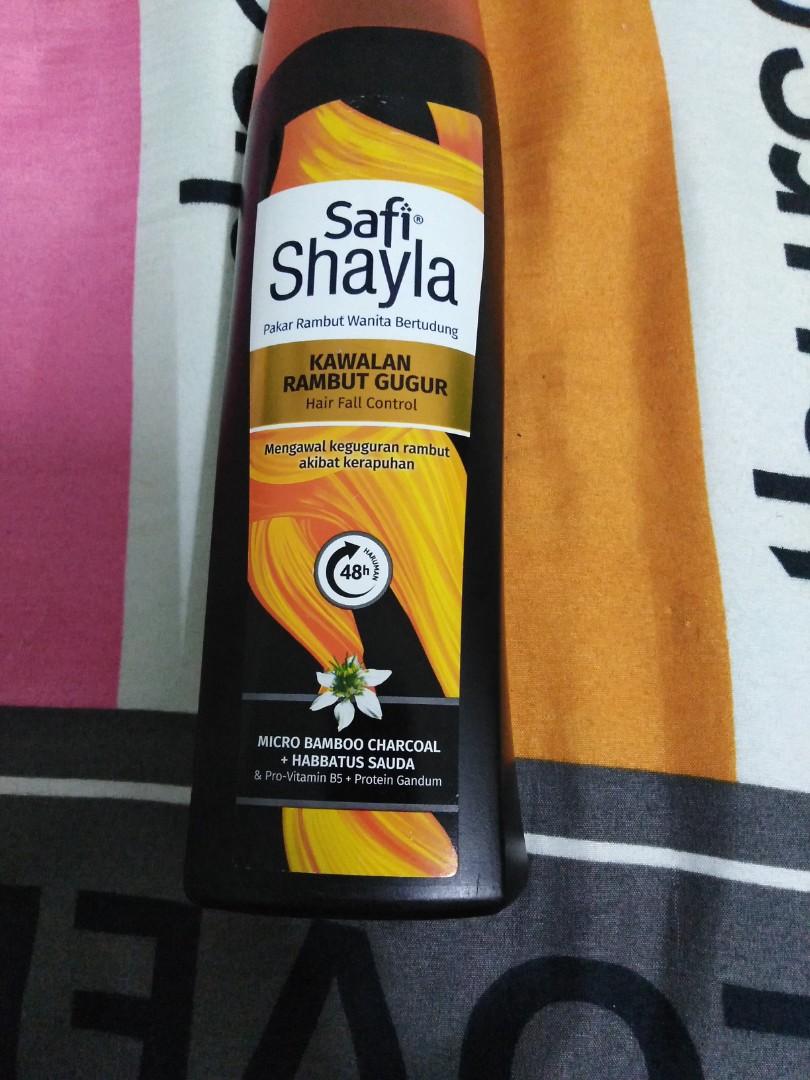 Safi®
Shayla
Pakar Rambut Wanita Bertudung
KAWALAN
RAMBUT GUGUR
Hair Fall Control
Mengawal keguguran rambut
akibat kerapuhan
HARUMAN
48h
MICRO BAMBOO CHARCOAL
+ HABBATUS SAUDA
& Pro-Vitamin B5 + Protein Gandum